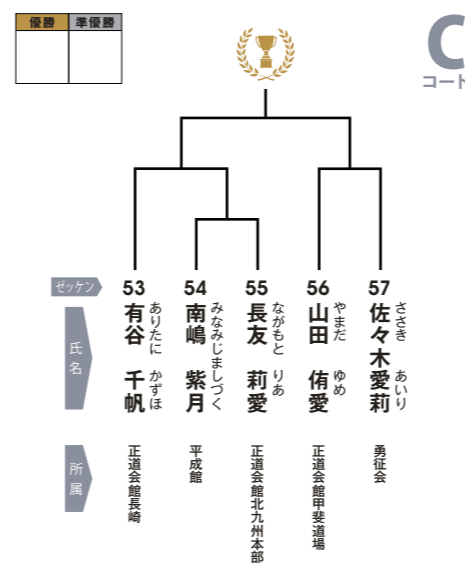 優勝 準優勝
C
コート
ゼッケン 53 54 55 56 57
氏名
有谷 千帆
ありたに かずほ
南嶋 紫月
みなみじましづく
長友 莉愛
ながもと りあ
山田 侑愛
やまだ ゆめ
佐々木愛莉
ささき あいり
所属
正道会館長崎
平成館
正道会館北九州本部
正道会館甲斐道場
勇征会